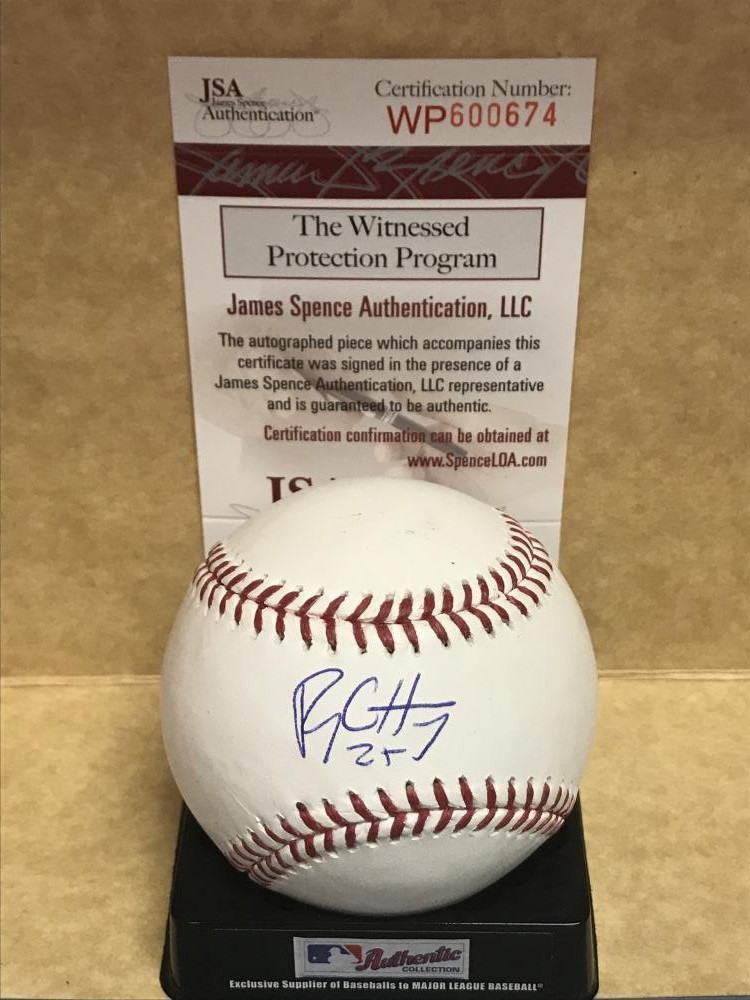 JSA
James Spence
Authentication®
Certification Number:
WP600674
The Witnessed
Protection Program
James Spence Authentication, LLC
The autographed piece which accompanies this
certificate was signed in the presence of a
James Spence Authentication, LLC representative
and is guaranteed to be authentic.
Certification confirmation can be obtained at
www.SpenceLOA.com
25
Authentic
COLLECTION
Exclusive Supplier of Baseballs to MAJOR LEAGUE BASEBALL®